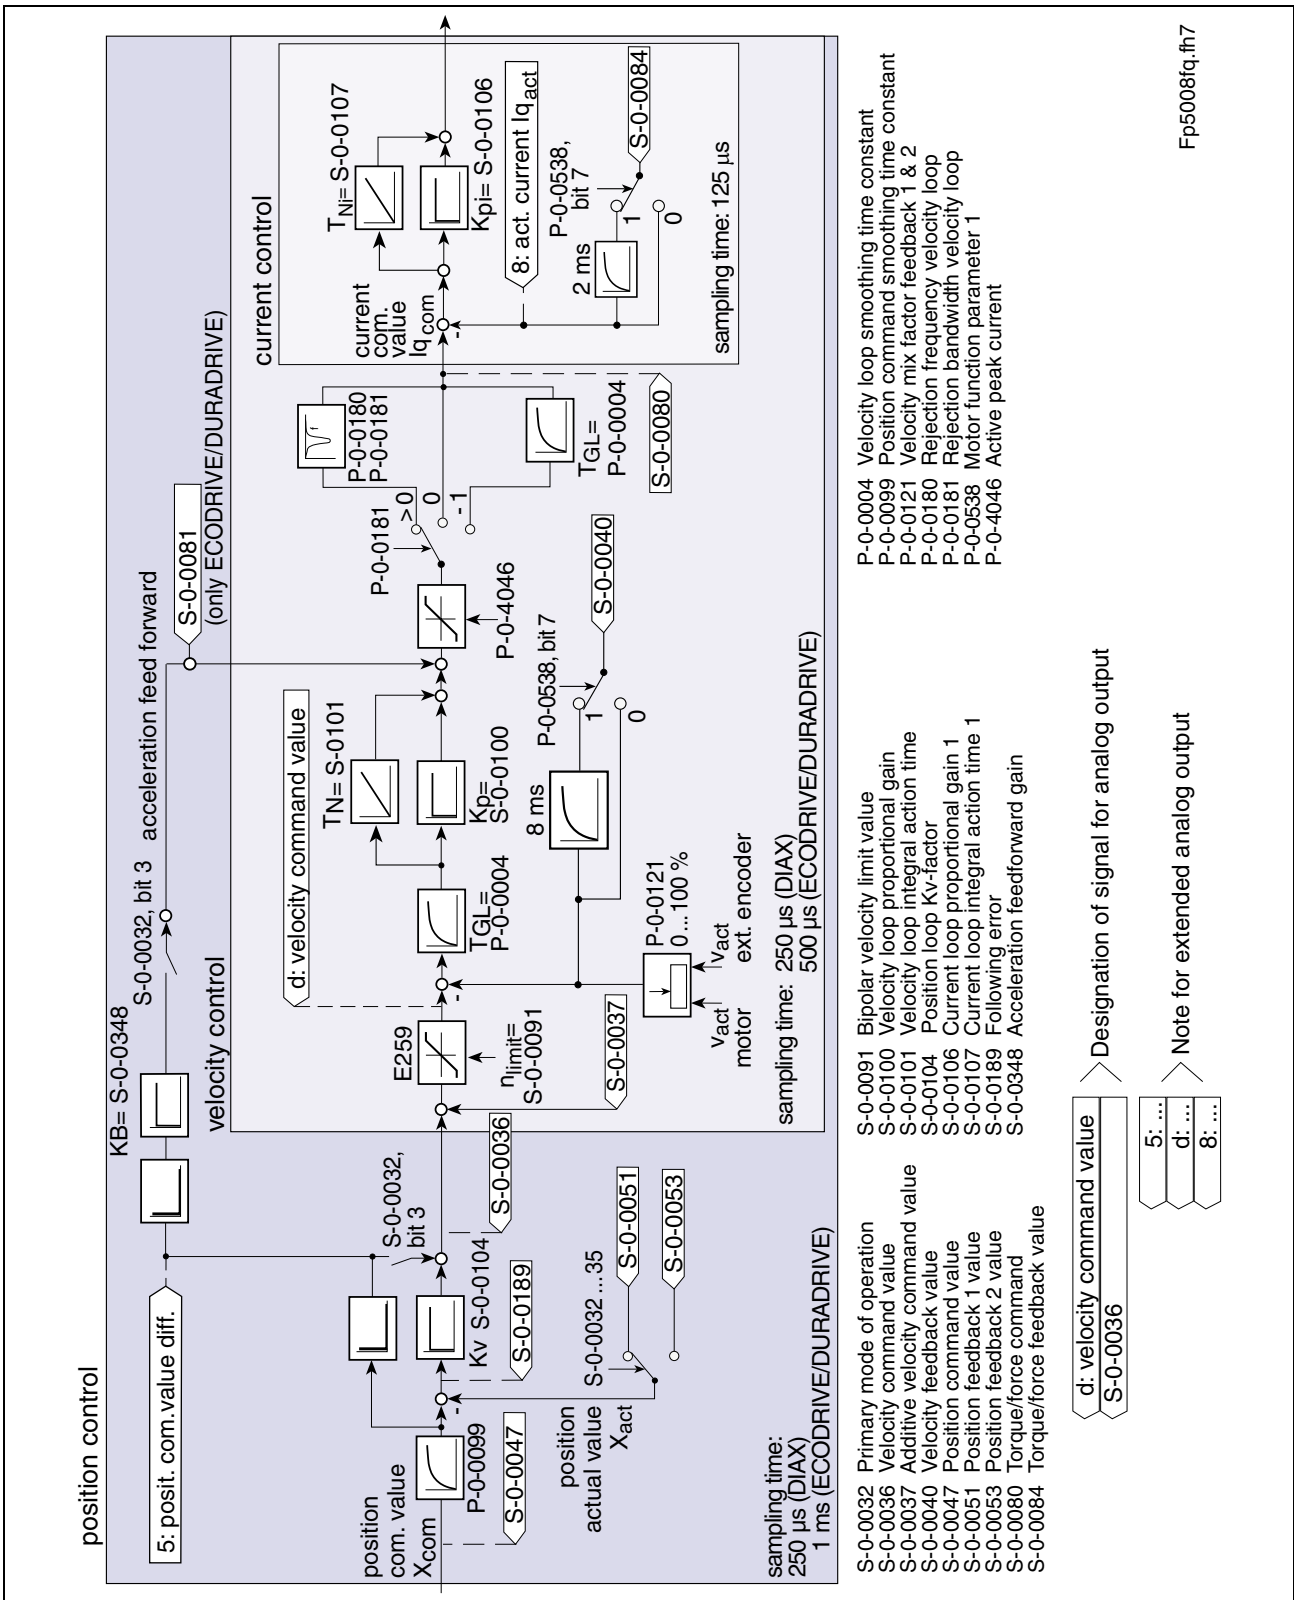 position control
5: posit. com.value diff.
KB= S-0-0348
S-0-0032, bit 3
acceleration feed forward
S-0-0081
(only ECODRIVE/DURADRIVE)
velocity control
current control
position
com. value
Xcom
P-0-0099
S-0-0047
position
actual value
Xact
Kv S-0-0104
S-0-0189
S-0-0032,
bit 3
S-0-0036
S-0-0032 ...35
S-0-0051
S-0-0053
sampling time:
250 µs (DIAX)
1 ms (ECODRIVE/DURADRIVE)
E259
nlimit=
S-0-0091
S-0-0037
d: velocity command value
TGL=
P-0-0004
TN= S-0101
Kp=
S-0-0100
P-0-4046
8 ms
P-0-0538, bit 7
1
0
S-0-0040
P-0-0121
0 ... 100 %
vact
motor
vact
ext. encoder
sampling time: 250 µs (DIAX)
500 µs (ECODRIVE/DURADRIVE)
P-0-0181
>0
0
-1
P-0-0180
P-0-0181
TGL=
P-0-0004
S-0-0080
current
com.
value
Iq com
TNi= S-0-0107
Kpi= S-0-0106
8: act. current Iqact
2 ms
P-0-0538,
bit 7
1
0
S-0-0084
sampling time: 125 µs
S-0-0032 Primary mode of operation
S-0-0036 Velocity command value
S-0-0037 Additive velocity command value
S-0-0040 Velocity feedback value
S-0-0047 Position command value
S-0-0051 Position feedback 1 value
S-0-0053 Position feedback 2 value
S-0-0080 Torque/force command
S-0-0084 Torque/force feedback value
S-0-0091 Bipolar velocity limit value
S-0-0100 Velocity loop proportional gain
S-0-0101 Velocity loop integral action time
S-0-0104 Position loop Kv-factor
S-0-0106 Current loop proportional gain 1
S-0-0107 Current loop integral action time 1
S-0-0189 Following error
S-0-0348 Acceleration feedforward gain
P-0-0004 Velocity loop smoothing time constant
P-0-0099 Position command smoothing time constant
P-0-0121 Velocity mix factor feedback 1 & 2
P-0-0180 Rejection frequency velocity loop
P-0-0181 Rejection bandwidth velocity loop
P-0-0538 Motor function parameter 1
P-0-4046 Active peak current
d: velocity command value
S-0-0036
Designation of signal for analog output
5: ...
d: ...
8: ...
Note for extended analog output
Fp5008fq.fh7